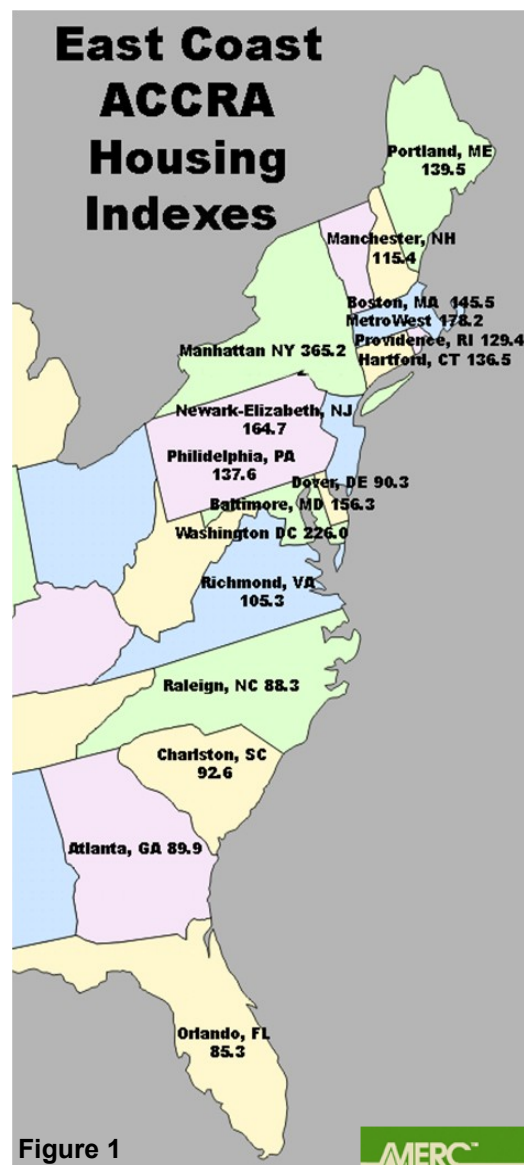 East Coast
ACCRA
Housing
Indexes
Portland, ME
139.5
Manchester, NH
115.4
Boston, MA 145.5
MetroWest 178.2
Providence, RI 129.4
Manhattan NY 365.2
Hartford, CT 136.5
Newark-Elizabeth, NJ
164.7
Philidelphia, PA
137.6
Dover, DE 90.3
Baltimore, MD 156.3
Washington DC 226.0
Richmond, VA
105.3
Raleign, NC 88.3
Charlston, SC
92.6
Atlanta, GA 89.9
Orlando, FL
85.3
Figure 1
MERC™